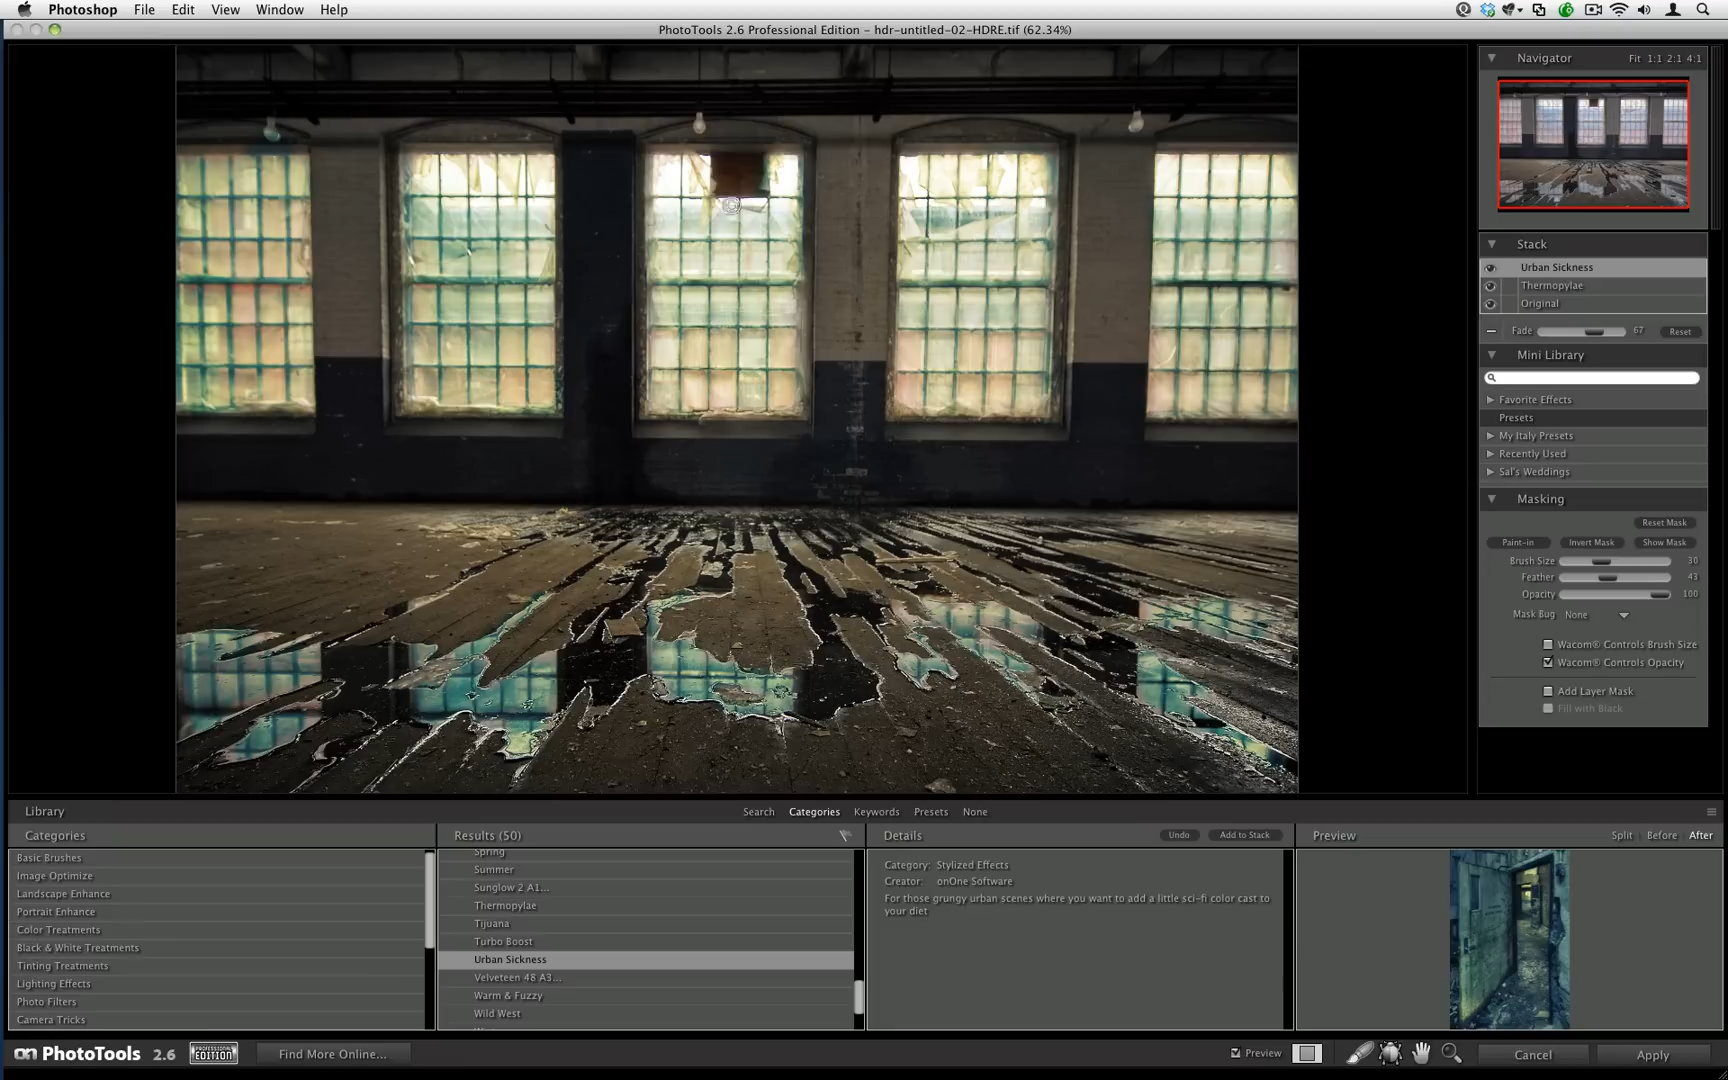 Photoshop File Edit View Window Help
PhotoTools 2.6 Professional Edition – hdr-untitled-02-HDRE.tif (62.34%)
Navigator Fit 1:1 2:1 4:1
Stack
Urban Sickness
Thermopylae
Original
Fade 67 Reset
Mini Library
Favorite Effects
Presets
My Italy Presets
Recently Used
Sal's Weddings
Masking
Reset Mask
Paint-in Invert Mask Show Mask
Brush Size 30
Feather 43
Opacity 100
Mask Bug None
Wacom® Controls Brush Size
Wacom® Controls Opacity
Add Layer Mask
Fill with Black
Library Search Categories Keywords Presets None
Categories
Basic Brushes
Image Optimize
Landscape Enhance
Portrait Enhance
Color Treatments
Black & White Treatments
Tinting Treatments
Lighting Effects
Photo Filters
Camera Tricks
Results (50)
Spring
Summer
Sunglow 2 A1...
Thermopylae
Tijuana
Turbo Boost
Urban Sickness
Velveteen 48 A3...
Warm & Fuzzy
Wild West
Details Undo Add to Stack
Category: Stylized Effects
Creator: onOne Software
For those grungy urban scenes where you want to add a little sci-fi color cast to
your diet
Preview Split Before After
on PhotoTools 2.6 PROFESSIONAL EDITION Find More Online... Preview Cancel Apply